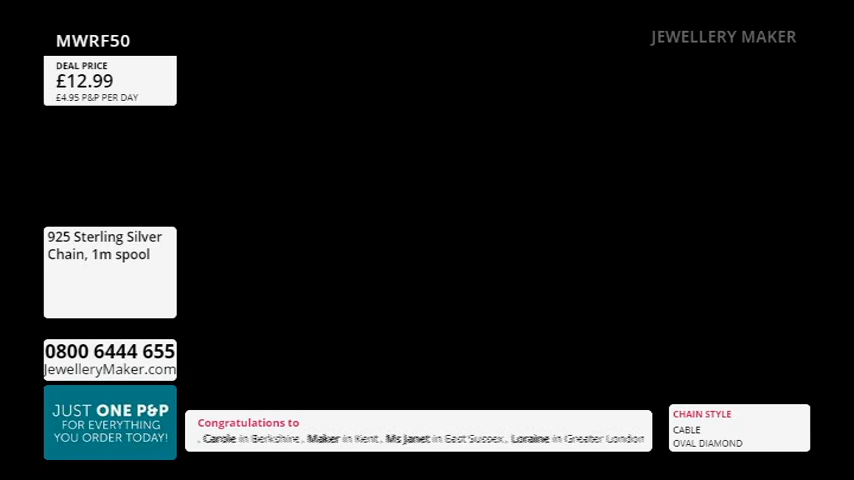 MWRF50
JEWELLERY MAKER
DEAL PRICE
£12.99
£4.95 P&P PER DAY
925 Sterling Silver
Chain, 1m spool
0800 6444 655
JewelleryMaker.com
JUST ONE P&P
FOR EVERYTHING
YOU ORDER TODAY!
Congratulations to
. Carole in Berkshire, Maker in Kent, Ms Janet in East Sussex, Loraine in Greater London
CHAIN STYLE
CABLE
OVAL DIAMOND